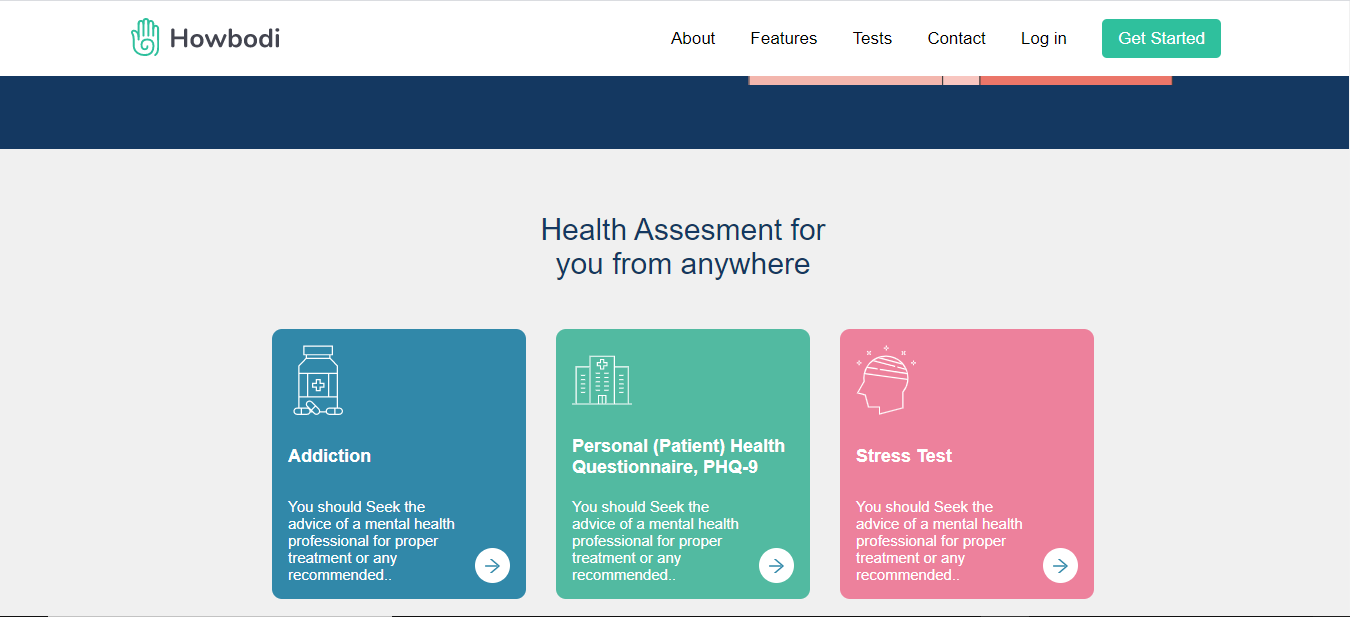 Howbodi
About
Features
Tests
Contact
Log in
Get Started
Health Assesment for
you from anywhere
Addiction
You should Seek the
advice of a mental health
professional for proper
treatment or any
recommended..
Personal (Patient) Health
Questionnaire, PHQ-9
You should Seek the
advice of a mental health
professional for proper
treatment or any
recommended..
Stress Test
You should Seek the
advice of a mental health
professional for proper
treatment or any
recommended..